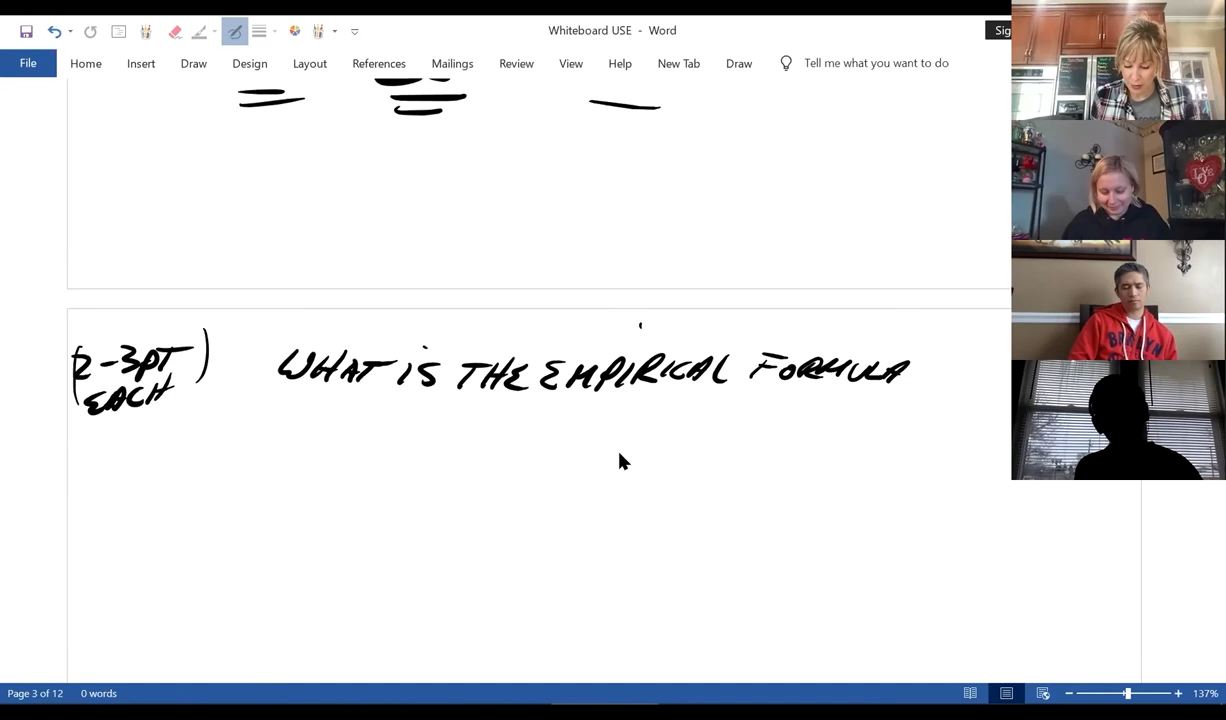 Whiteboard USE - Word
Sig
File Home Insert Draw Design Layout References Mailings Review View Help New Tab Draw Tell me what you want to do
(2-3PT EACH)
WHAT IS THE EMPIRICAL FORMULA
LOVE
Page 3 of 12 0 words
137%